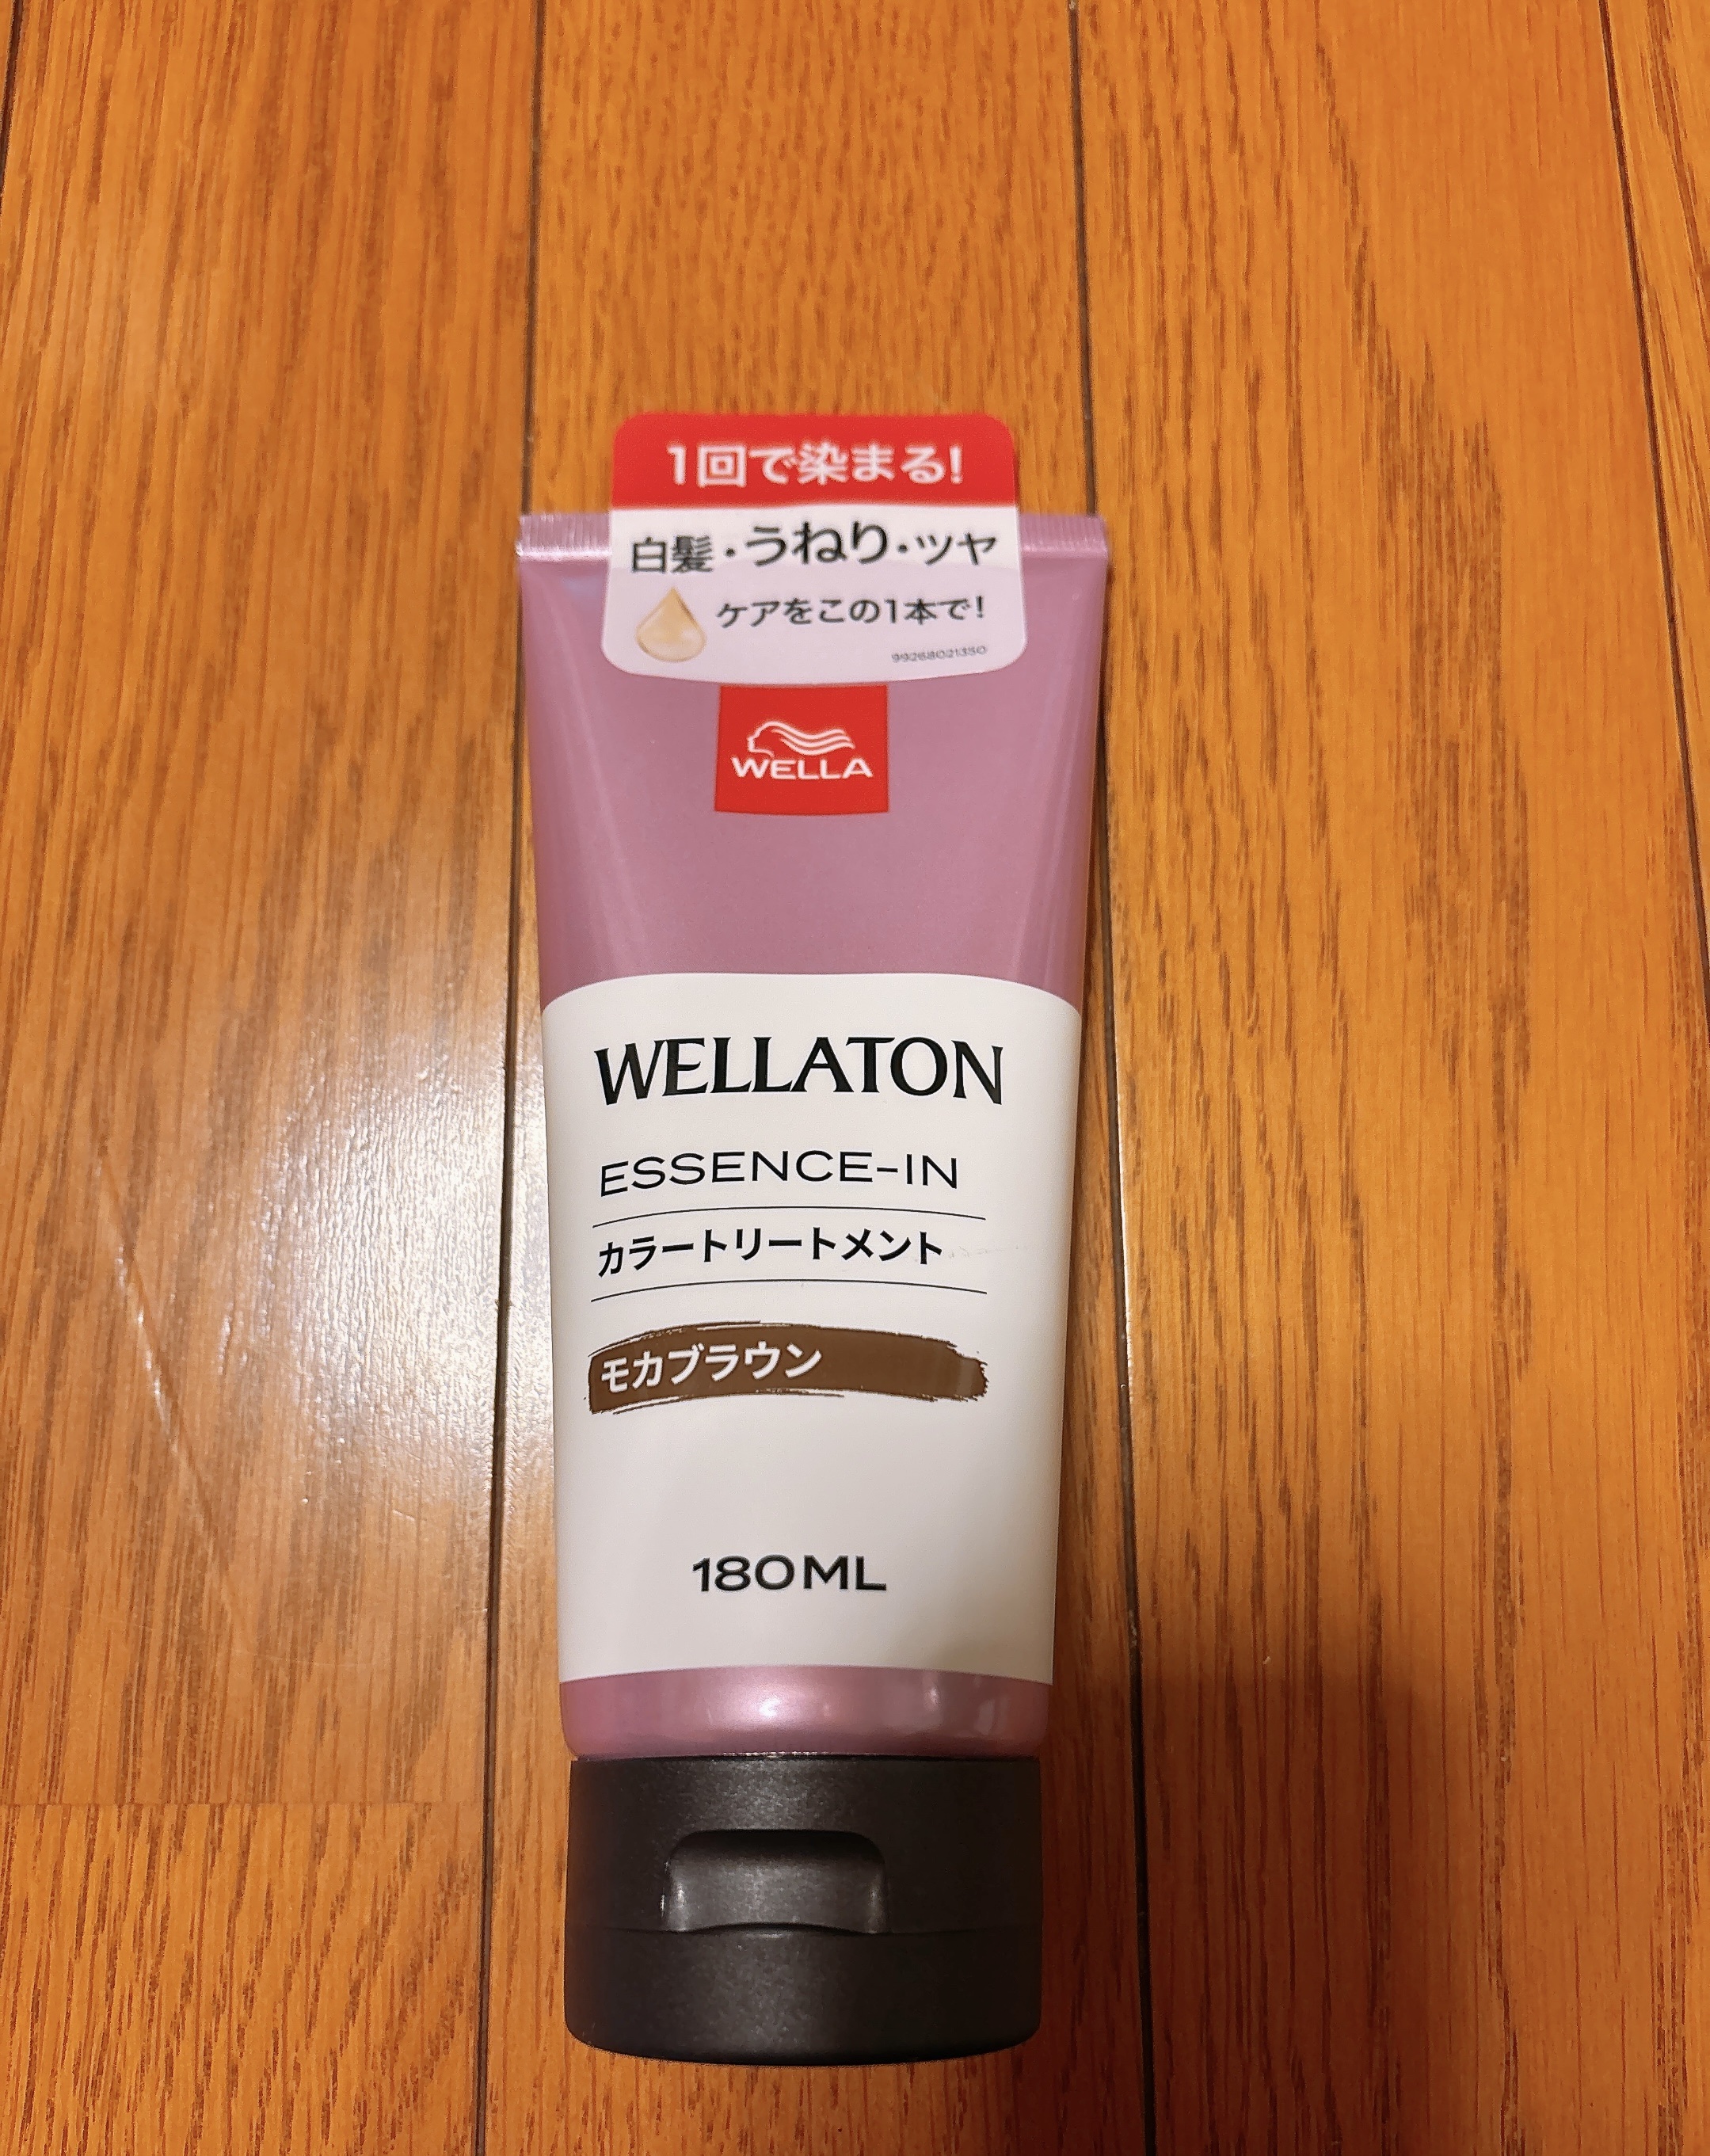 1回で染まる!
白髪・うねり・ツヤ
ケアをこの1本で!
99268021350
WELLA
WELLATON
ESSENCE-IN
カラートリートメント
モカブラウン
180ML